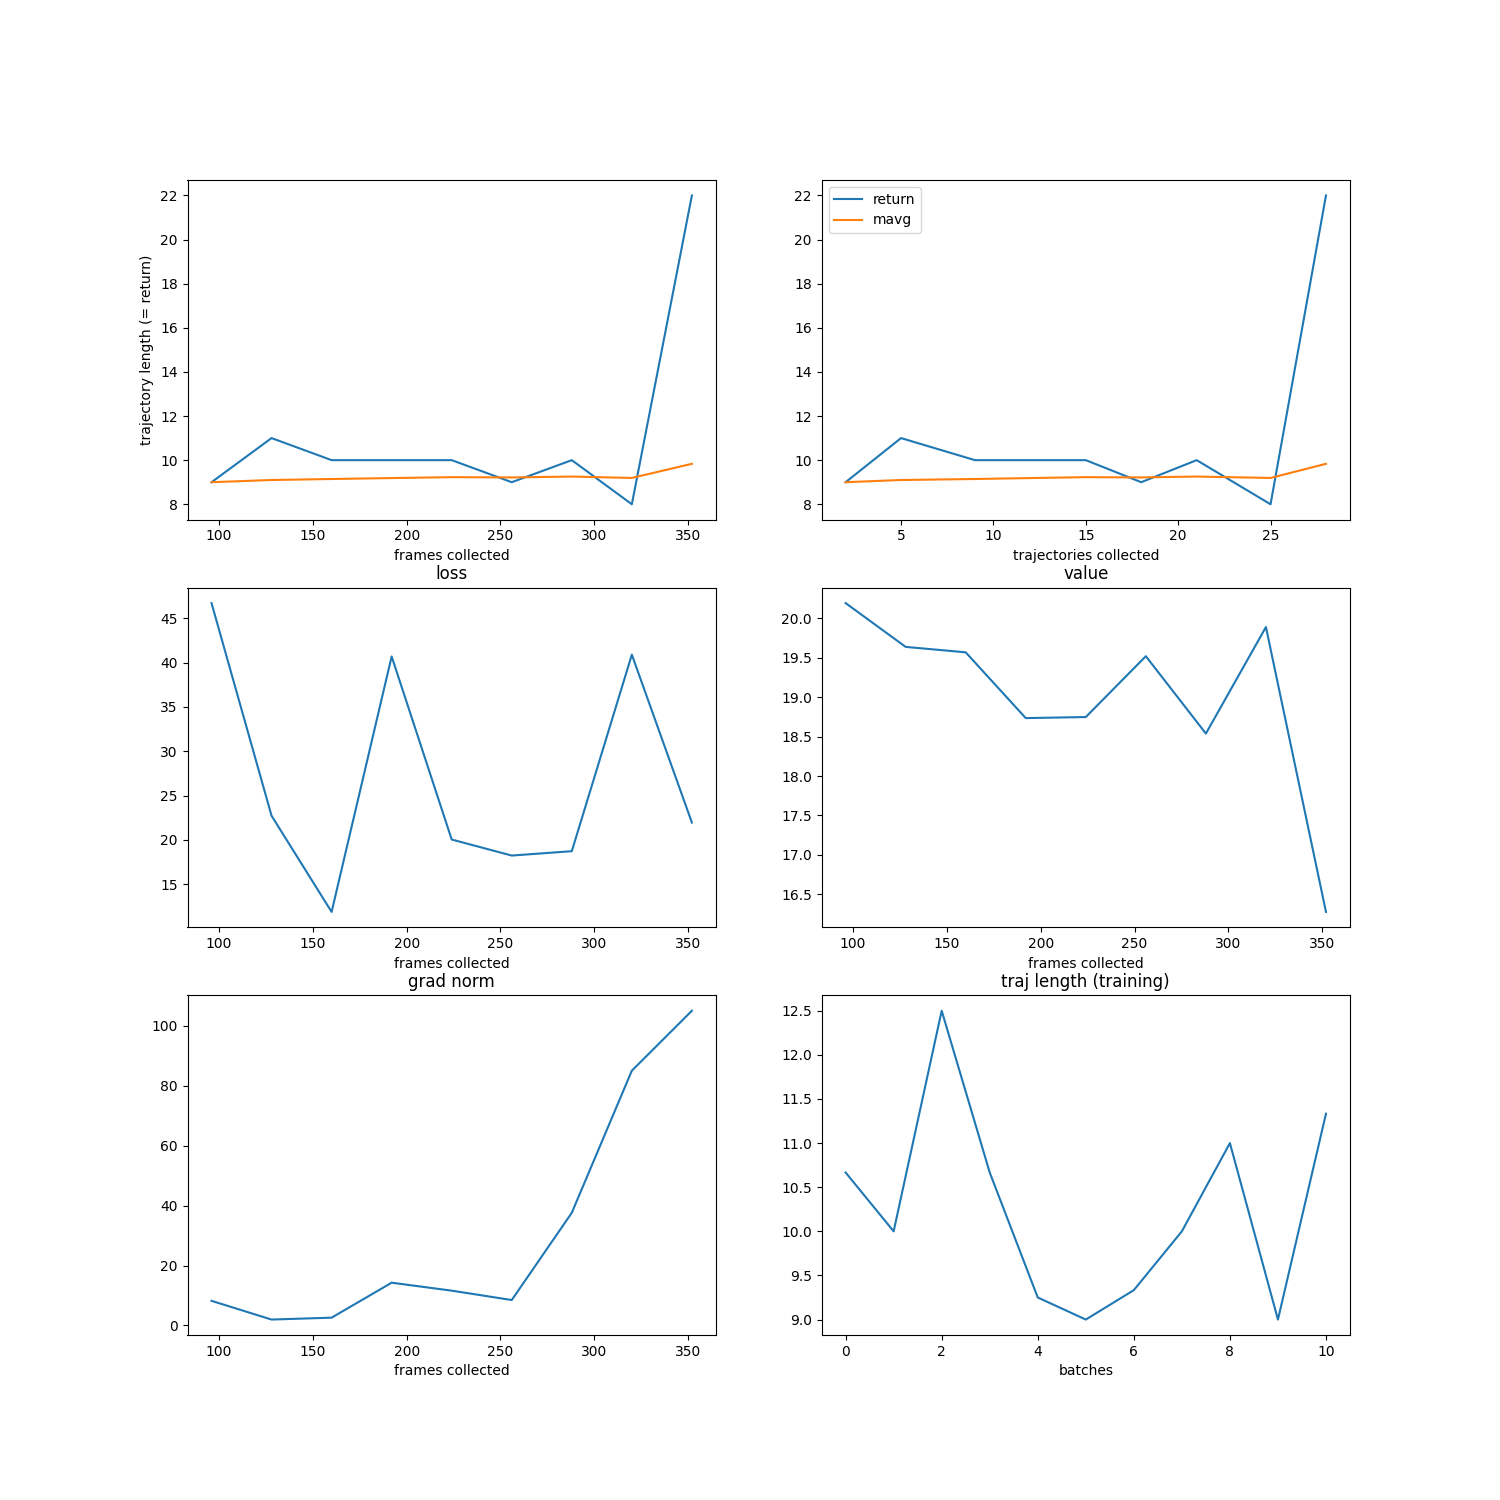 22
20
18
16
14
12
10
8
trajectory length (= return)
100 150 200 250 300 350
frames collected
return
mavg
22
20
18
16
14
12
10
8
5 10 15 20 25
trajectories collected
loss
45
40
35
30
25
20
15
100 150 200 250 300 350
frames collected
value
20.0
19.5
19.0
18.5
18.0
17.5
17.0
16.5
100 150 200 250 300 350
frames collected
grad norm
100
80
60
40
20
0
100 150 200 250 300 350
frames collected
traj length (training)
12.5
12.0
11.5
11.0
10.5
10.0
9.5
9.0
0 2 4 6 8 10
batches